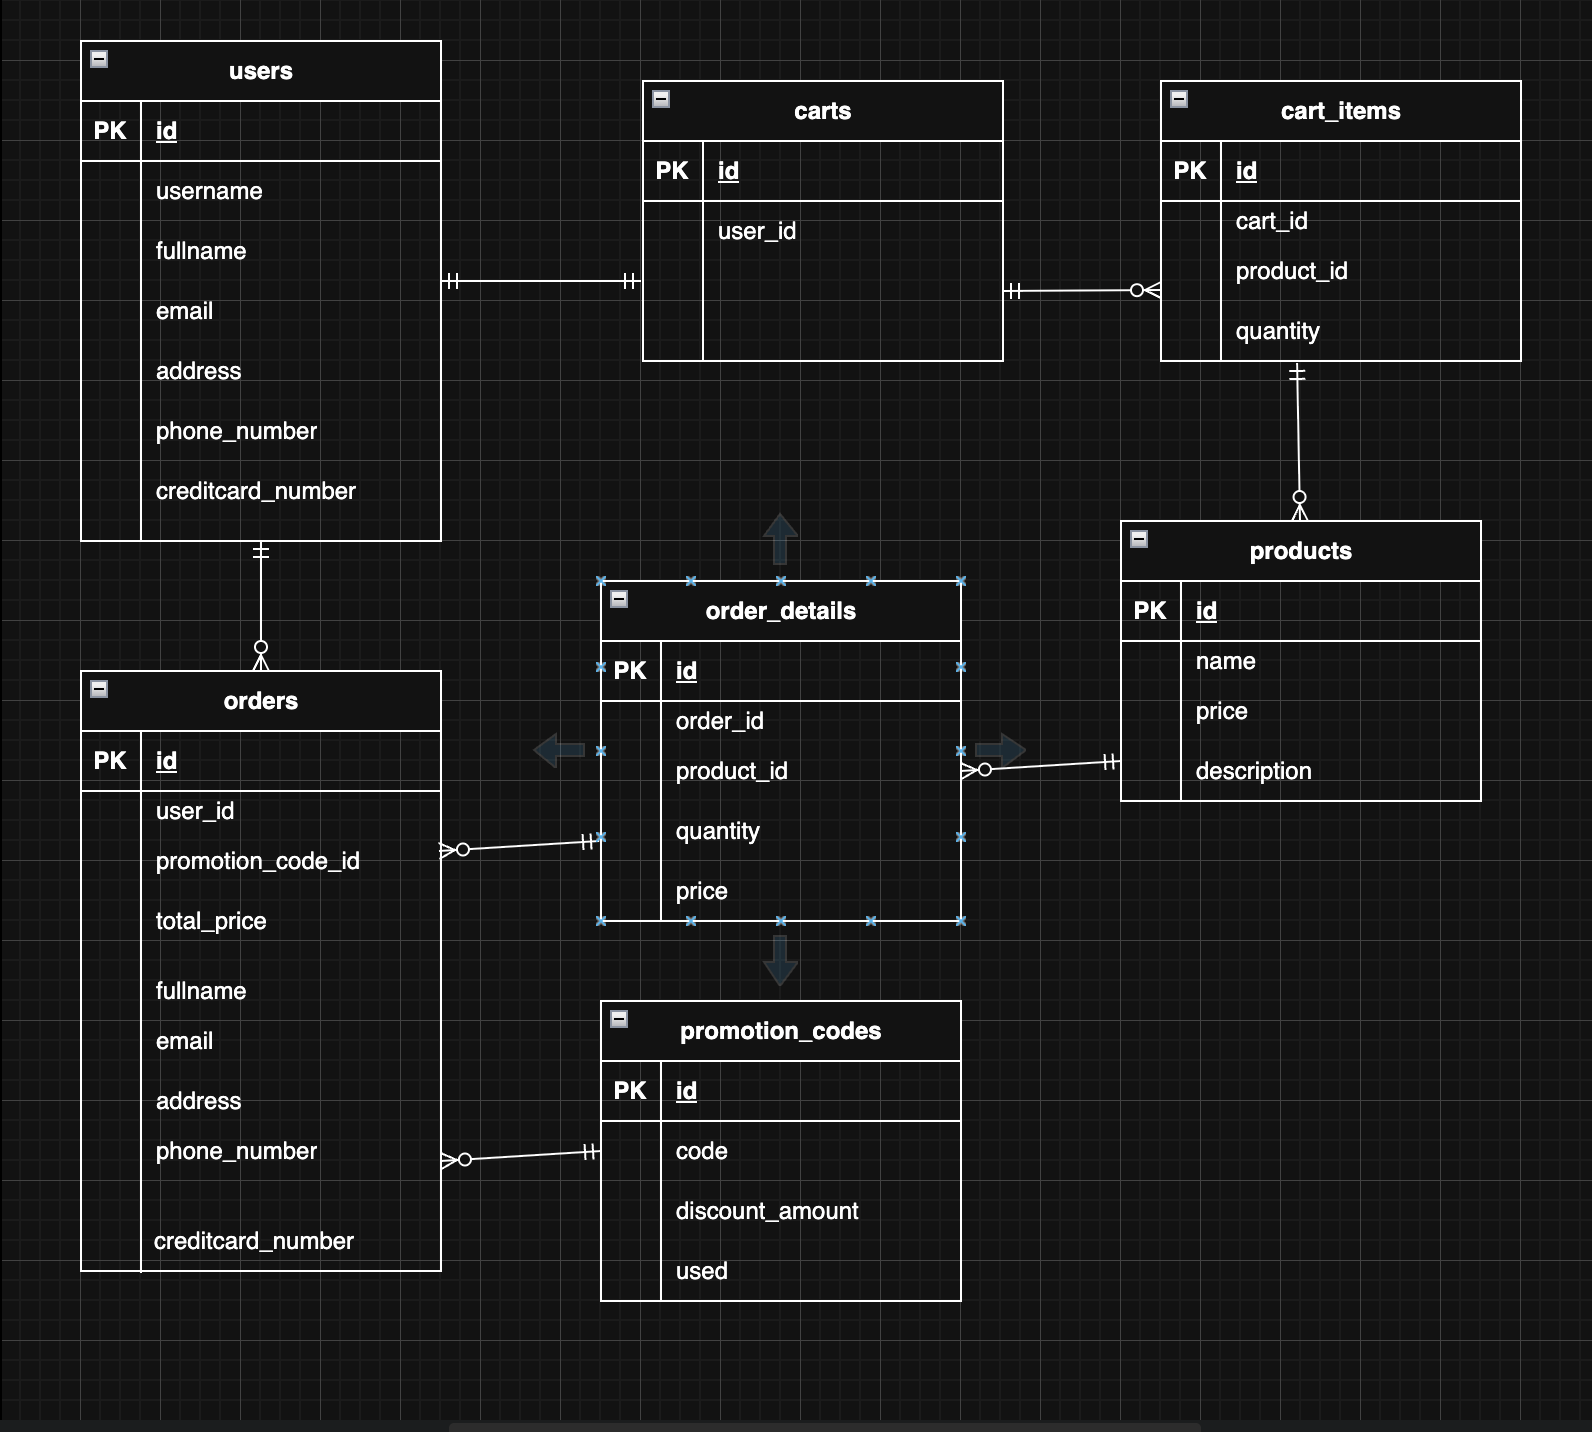 users
PK id
username
fullname
email
address
phone_number
creditcard_number
carts
PK id
user_id
cart_items
PK id
cart_id
product_id
quantity
products
PK id
name
price
description
order_details
PK id
order_id
product_id
quantity
price
orders
PK id
user_id
promotion_code_id
total_price
fullname
email
address
phone_number
creditcard_number
promotion_codes
PK id
code
discount_amount
used